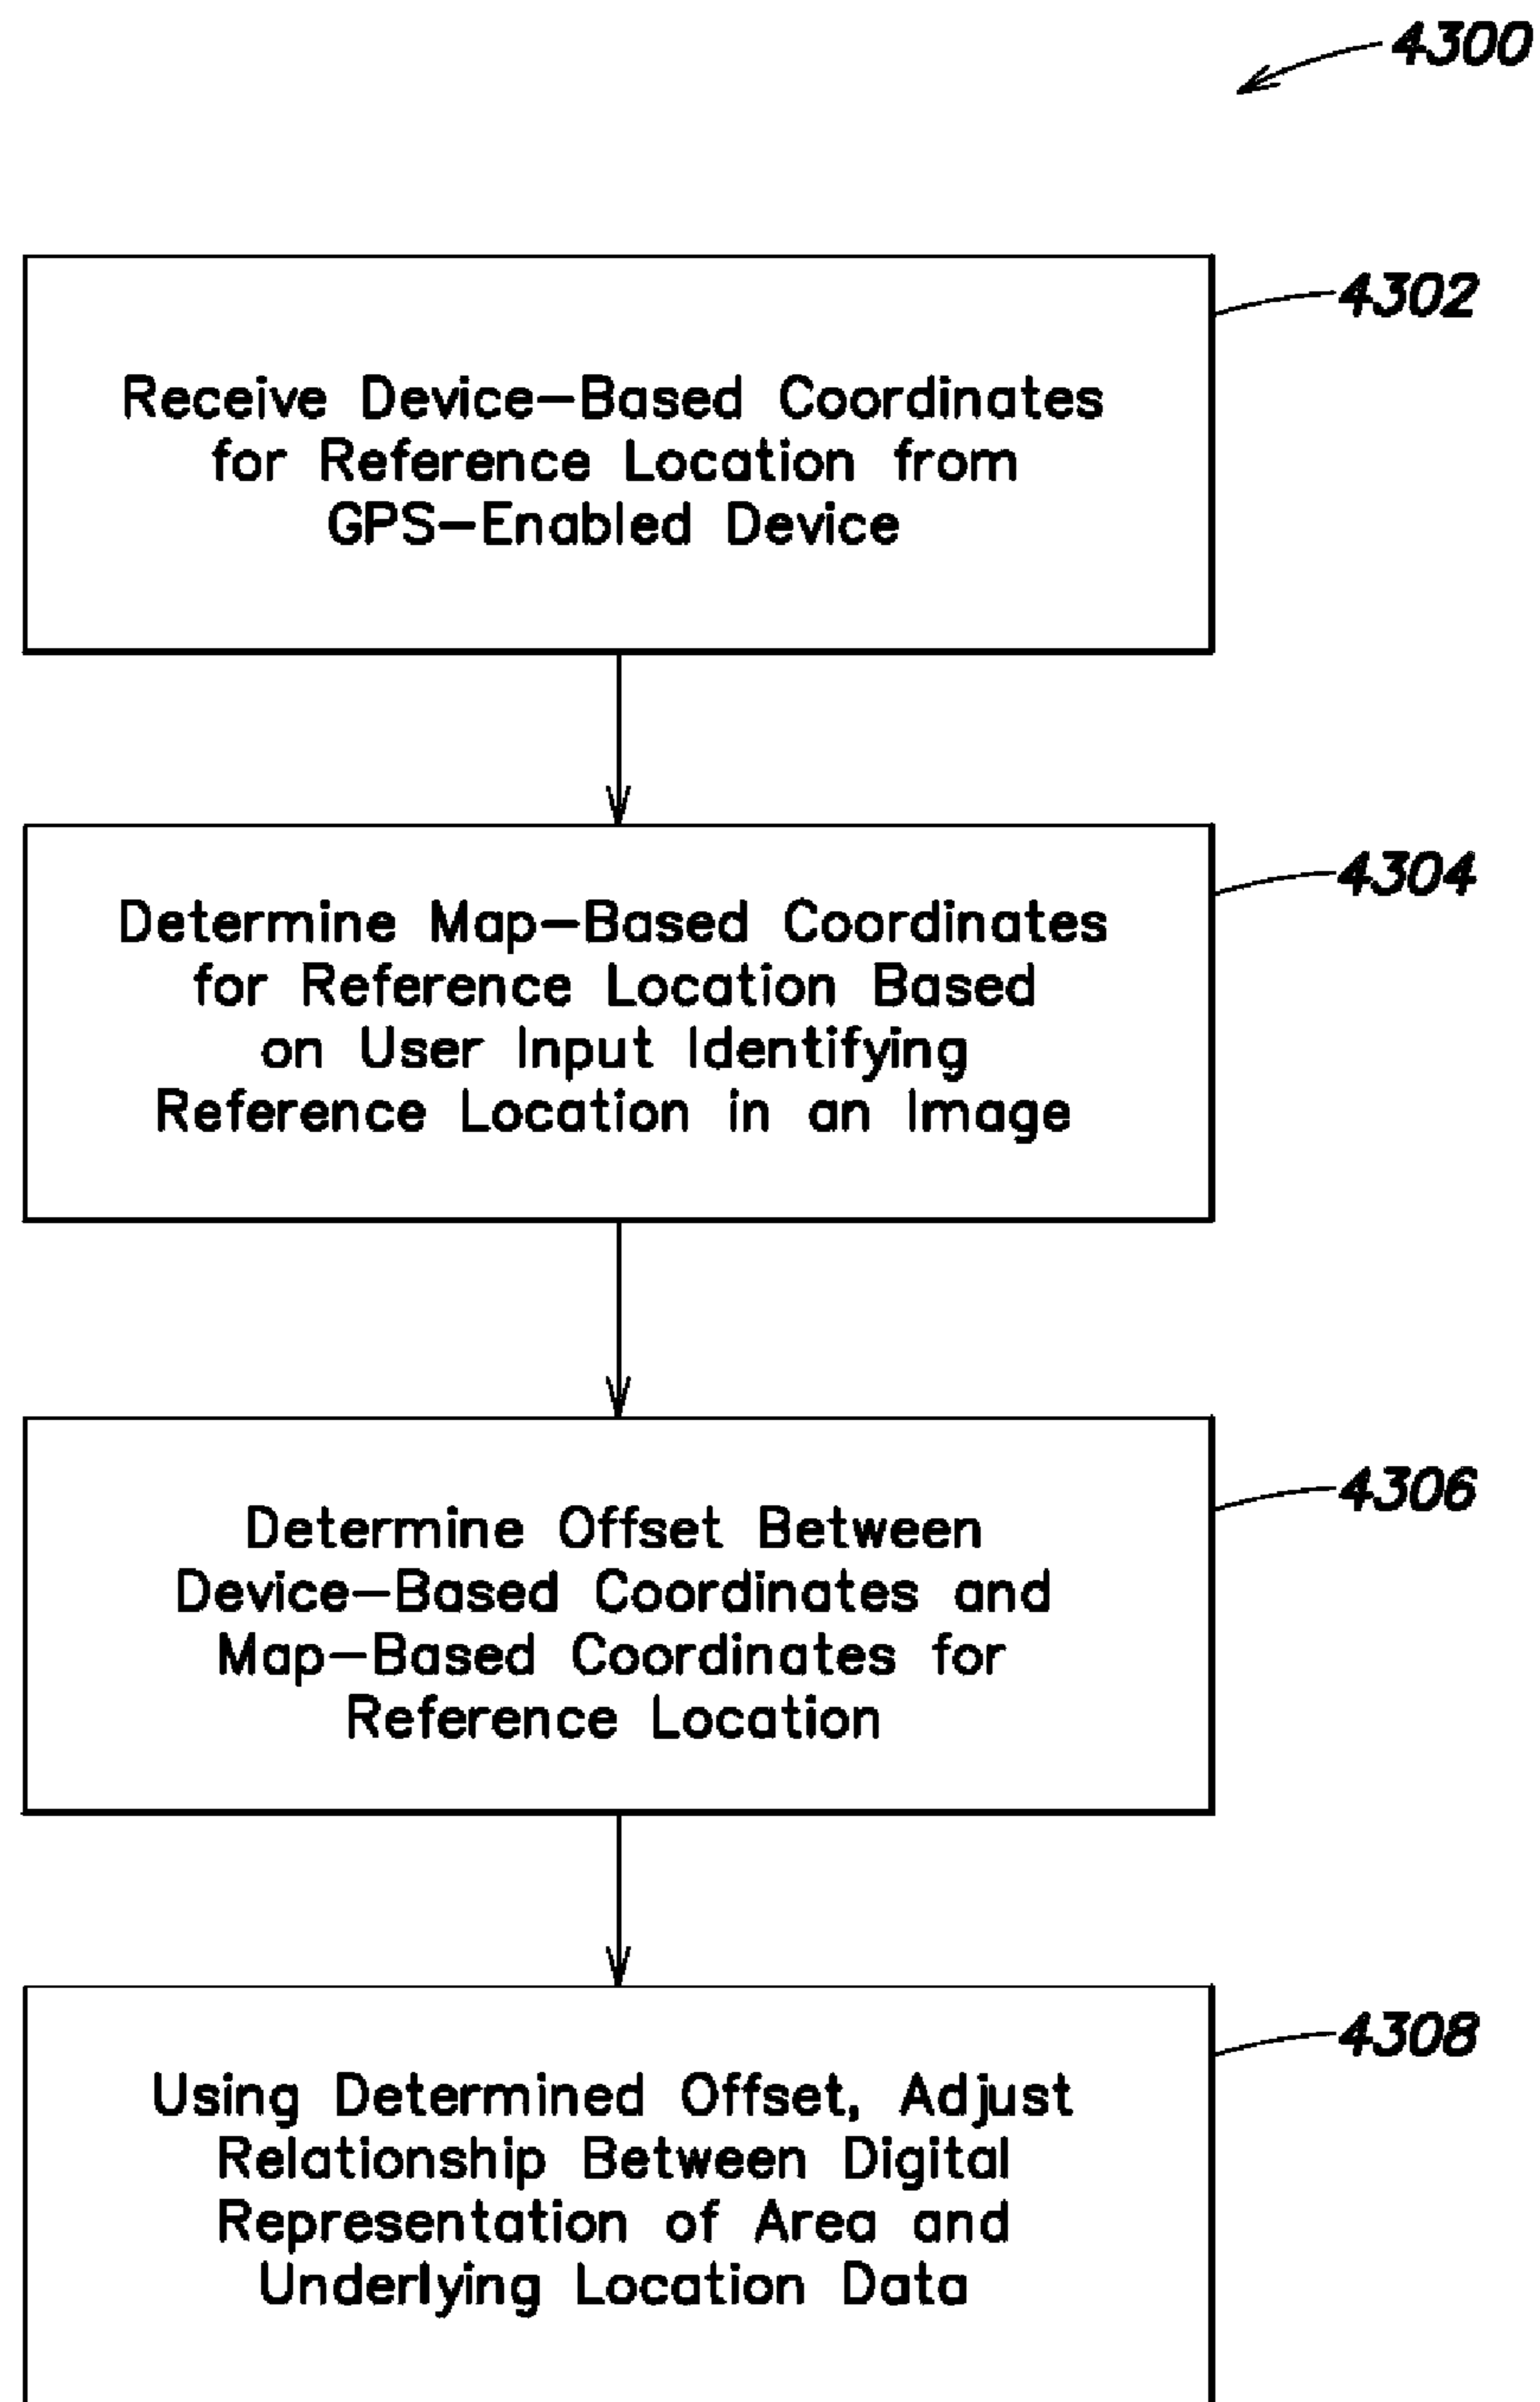 4300
4302
Receive Device-Based Coordinates
for Reference Location from
GPS-Enabled Device
4304
Determine Map-Based Coordinates
for Reference Location Based
on User Input Identifying
Reference Location in an Image
4306
Determine Offset Between
Device-Based Coordinates and
Map-Based Coordinates for
Reference Location
4308
Using Determined Offset, Adjust
Relationship Between Digital
Representation of Area and
Underlying Location Data